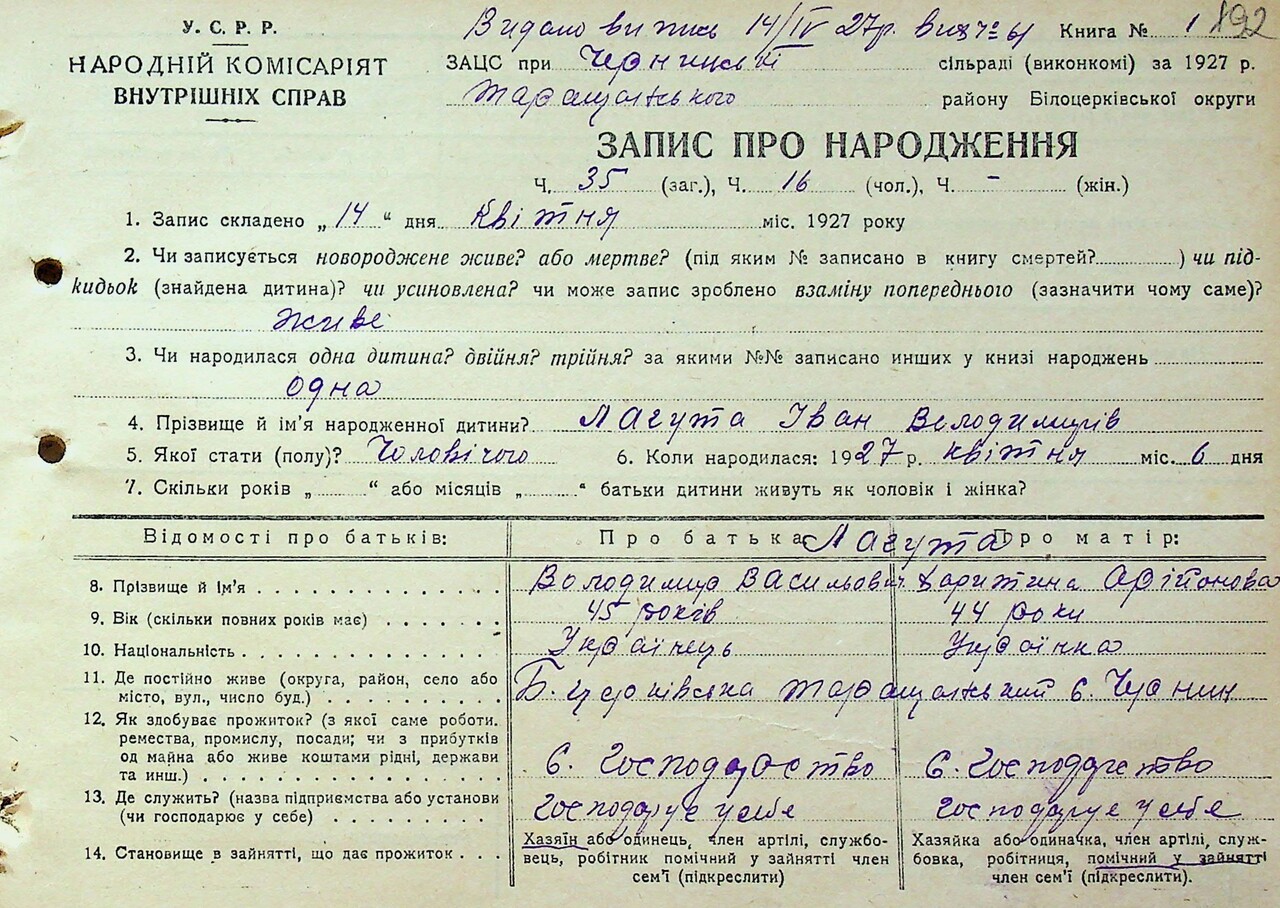 У. С. Р. Р.
НАРОДНІЙ КОМІСАРІЯТ
ВНУТРІШНІХ СПРАВ
Видано випись 14/IV 27р. Книга № 1 192
ЗАЦС при Чернинській сільраді (виконкомі) за 1927 р.
Таращанського району Білоцерківської округи
ЗАПИС ПРО НАРОДЖЕННЯ
Ч. 35 (заг.), Ч. 16 (чол.), Ч. – (жін.)
1. Запис складено „ 14 “ дня Квітня міс. 1927 року
2. Чи записується новороджене живе? або мертве? (під яким № записано в книгу смертей? ) чи під-
кидьок (знайдена дитина)? чи усиновлена? чи може запис зроблено взаміну попереднього (зазначити чому саме)?
живе
3. Чи народилася одна дитина? двійня? трійня? за якими №№ записано инших у книзі народжень
одна
4. Прізвище й ім'я народженної дитини? Лагута Іван Володимирів
5. Якої стати (полу)? Чоловічого 6. Коли народилася: 1927 р. квітня міс. 6 дня
7. Скільки років „ “ або місяців „ “ батьки дитини живуть як чоловік і жінка?
Відомості про батьків: Про батька Лагута Про матір:
8. Прізвище й ім'я Володимир Васильович Харитина
9. Вік (скільки повних років має) 45 років 44 роки
10. Національність Українець Українка
11. Де постійно живе (округа, район, село або
місто, вул., число буд.) Б. Церківська Таращанський с. Чернин
12. Як здобуває прожиток? (з якої саме роботи.
ремества, промислу, посади; чи з прибутків
од майна або живе коштами рідні, держави
та инш.) С. Господарство С. Господарство
13. Де служить? (назва підприємства або установи
(чи господарює у себе) Господарує у себе господарує у себе
14. Становище в зайнятті, що дає прожиток
Хазяїн або одинець, член артілі, службо-
вець, робітник помічний у зайнятті член
сем'ї (підкреслити)
Хазяйка або одиначка, член артілі, служ-
бовка, робітниця, помічний у зайнятті
член сем'ї (підкреслити).